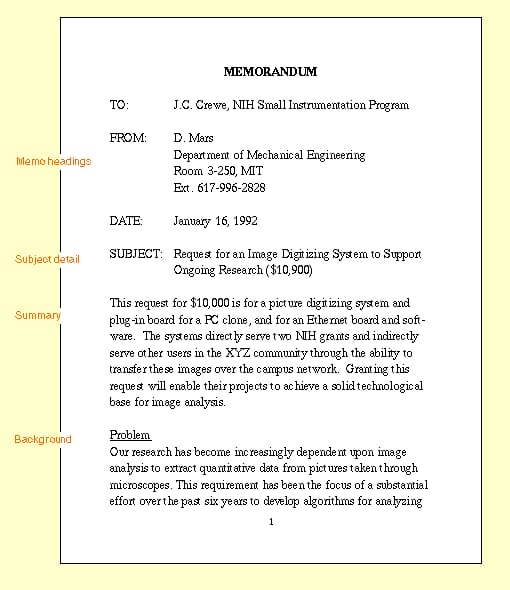 MEMORANDUM
TO: J.C. Crewe, NIH Small Instrumentation Program
FROM: D. Mars
Department of Mechanical Engineering
Memo headings
Room 3-250, MIT
Ext. 617-996-2828
DATE: January 16, 1992
SUBJECT: Request for an Image Digitizing System to Support
Subject detail
Ongoing Research ($10,900)
This request for $10,000 is for a picture digitizing system and
Summary
plug-in board for a PC clone, and for an Ethernet board and soft-
ware. The systems directly serve two NIH grants and indirectly
serve other users in the XYZ community through the ability to
transfer these images over the campus network. Granting this
request will enable their projects to achieve a solid technological
base for image analysis.
Background
Problem
Our research has become increasingly dependent upon image
analysis to extract quantitative data from pictures taken through
microscopes. This requirement has been the focus of a substantial
effort over the past six years to develop algorithms for analyzing
1